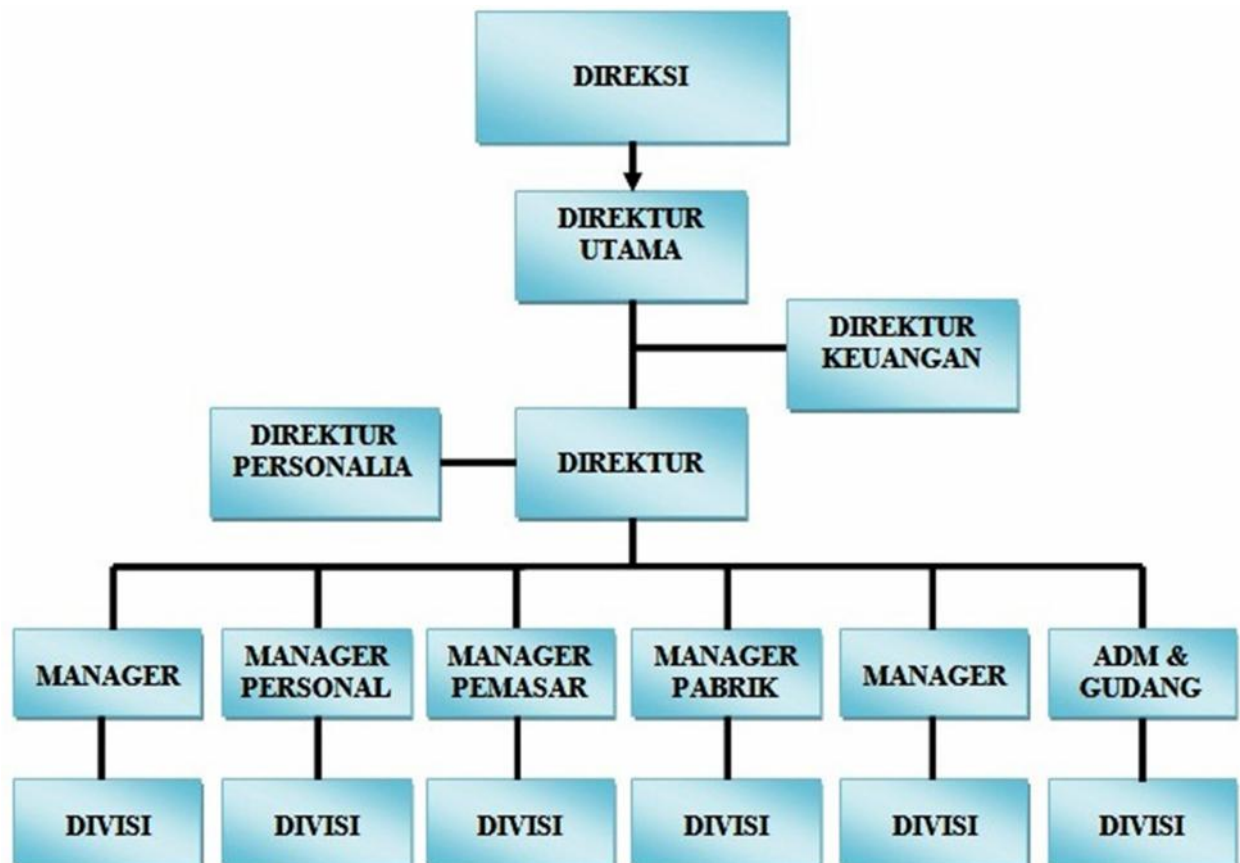 DIREKSI
DIREKTUR
UTAMA
DIREKTUR
KEUANGAN
DIREKTUR
PERSONALIA
DIREKTUR
MANAGER
MANAGER
PERSONAL
MANAGER
PEMASAR
MANAGER
PABRIK
MANAGER
ADM &
GUDANG
DIVISI
DIVISI
DIVISI
DIVISI
DIVISI
DIVISI